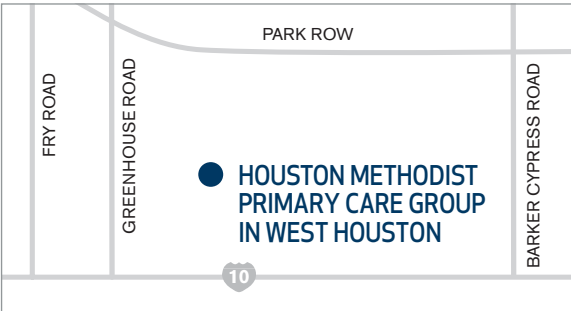 PARK ROW
FRY ROAD
GREENHOUSE ROAD
BARKER CYPRESS ROAD
HOUSTON METHODIST
PRIMARY CARE GROUP
IN WEST HOUSTON
10